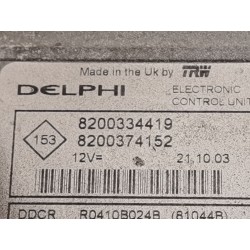 Made in the Uk by TRW
DELPHI
ELECTRONIC
CONTROL UNIT
153
8200334419
8200374152
12V= 21.10.03
DDCR R0410B024B (81044B)